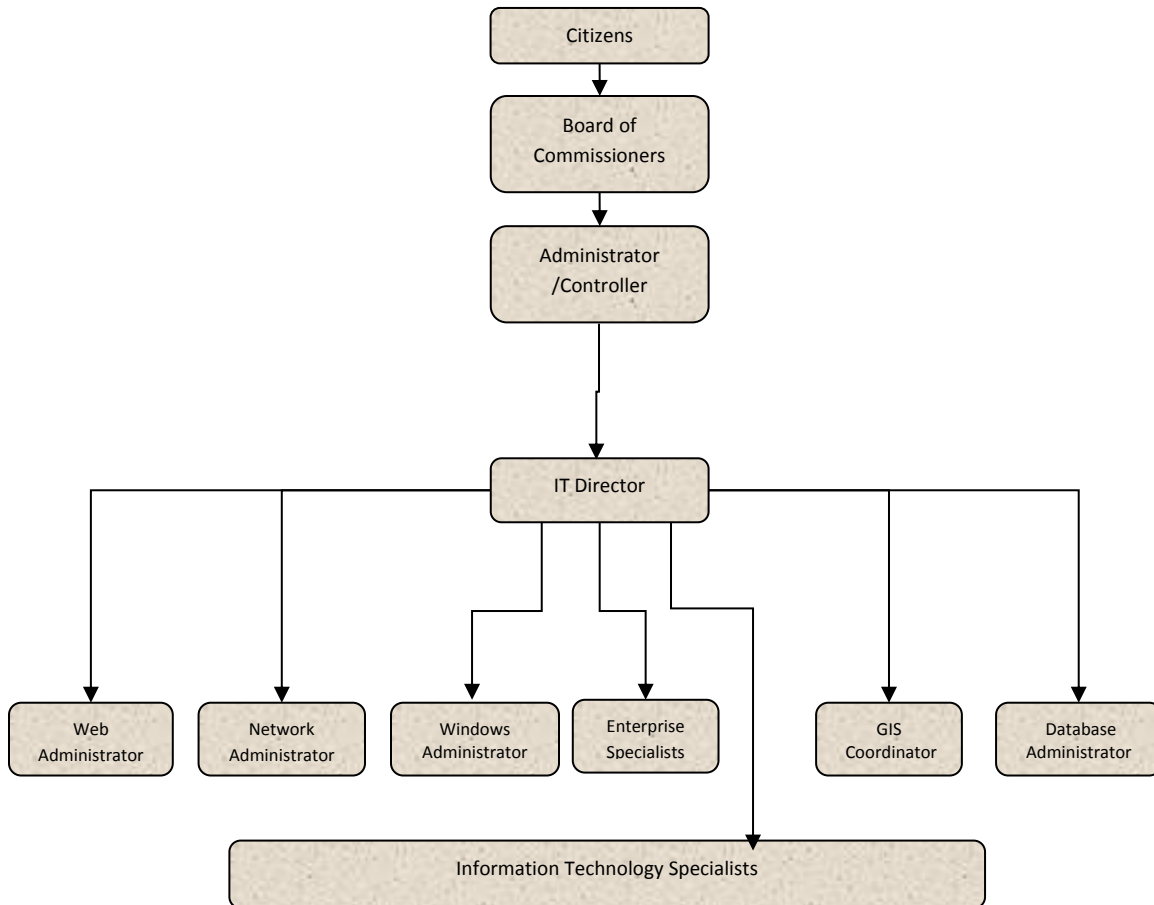 Citizens
Board of
Commissioners
Administrator
/Controller
IT Director
Web
Administrator
Network
Administrator
Windows
Administrator
Enterprise
Specialists
GIS
Coordinator
Database
Administrator
Information Technology Specialists